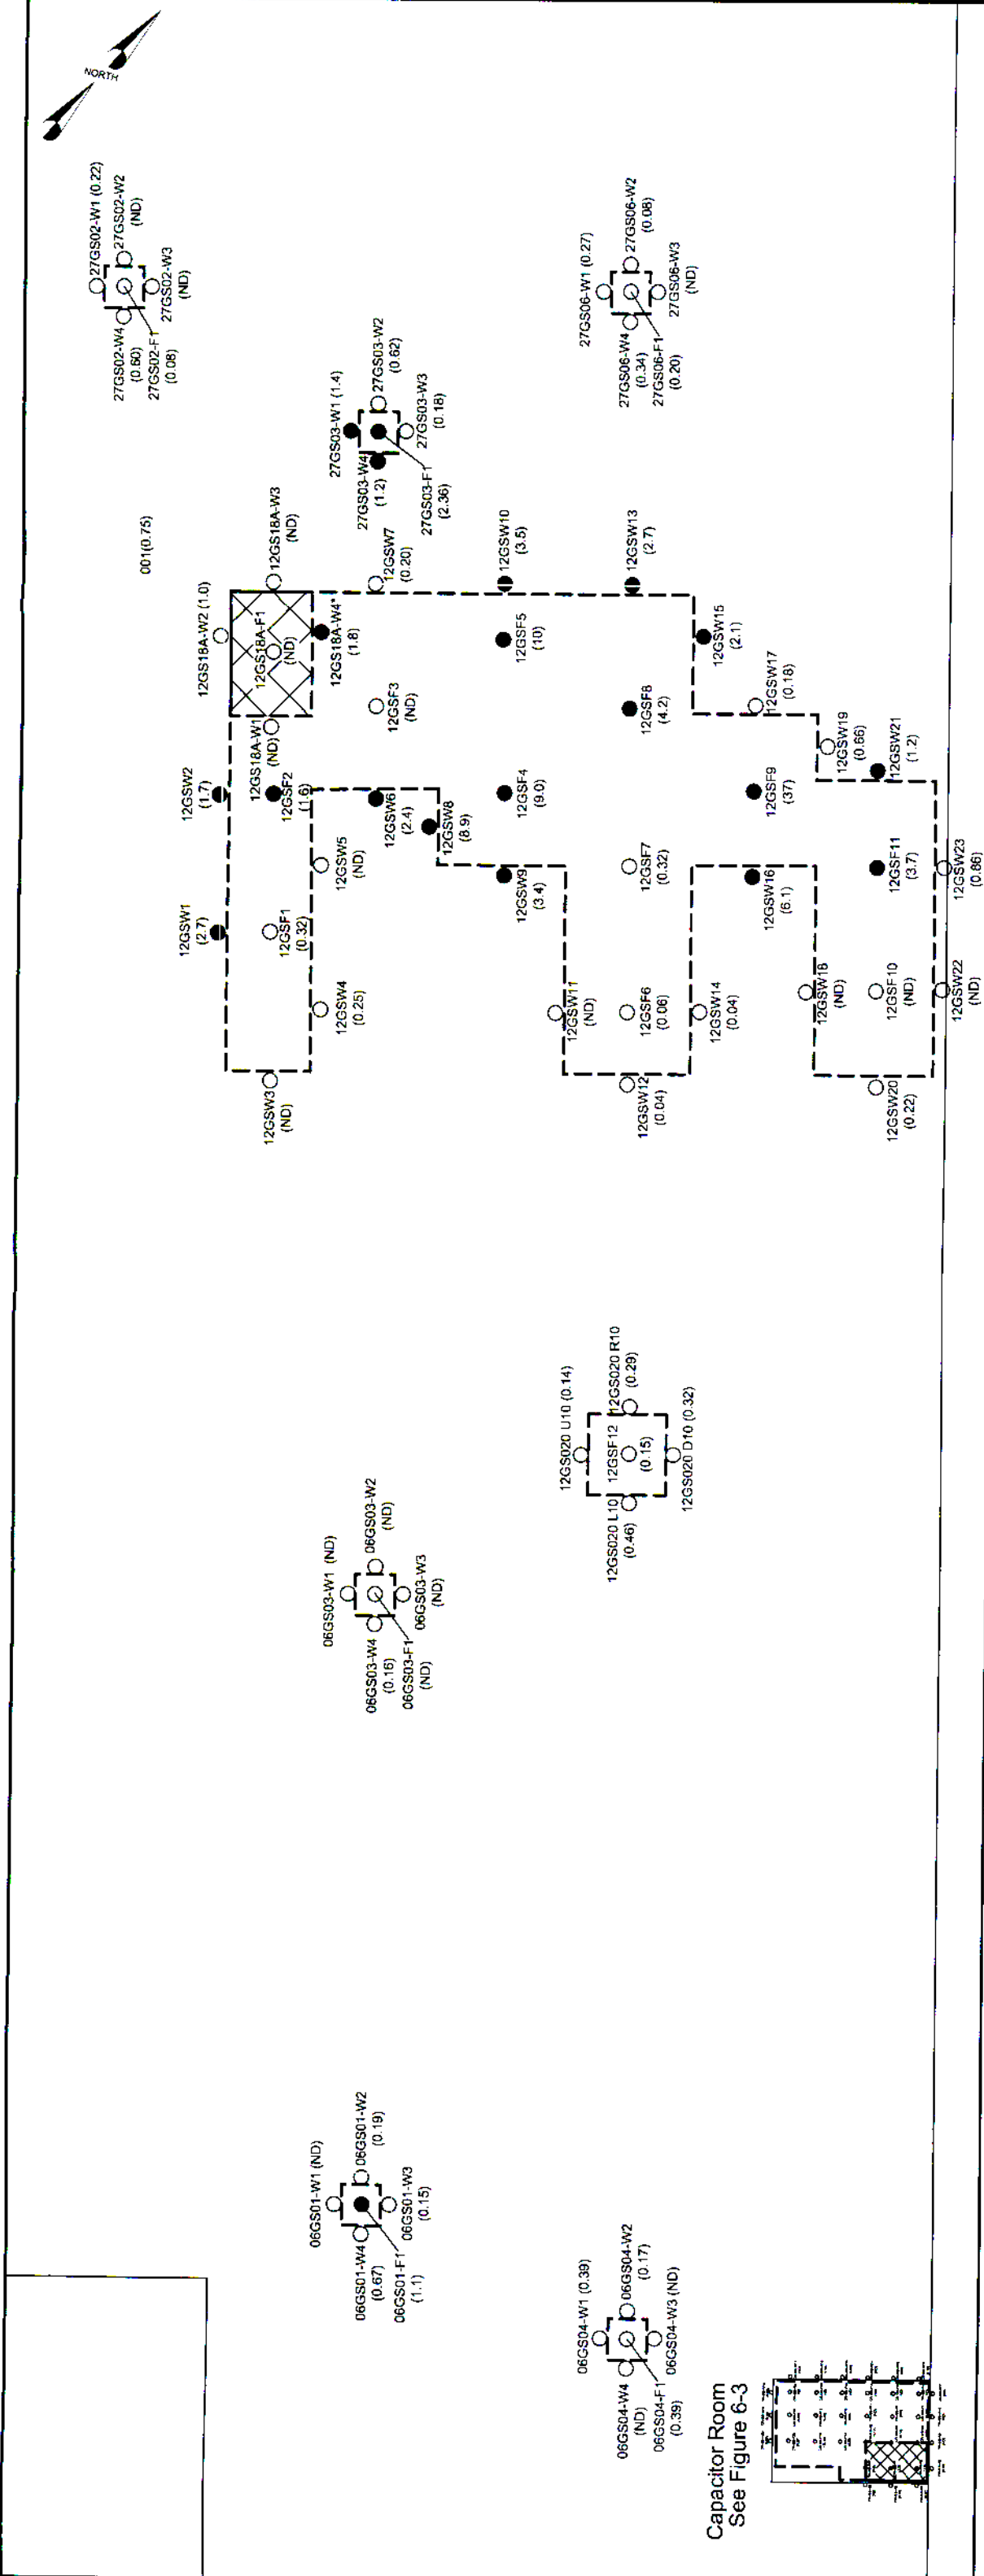 NORTH
27GS02-W1 (0.22)
27GS02-W2
(ND)
27GS02-W3
(ND)
27GS02-W4
(0.60)
27GS02-F1
(0.08)
27GS03-W1 (1.4)
27GS03-W2
(0.62)
27GS03-W3
(0.18)
27GS03-W4
(1.2)
27GS03-F1
(2.36)
27GS06-W1 (0.27)
27GS06-W2
(0.08)
27GS06-W3
(ND)
27GS06-W4
(0.34)
27GS06-F1
(0.20)
001(0.75)
12GS18A-W2 (1.0)
12GS18A-W3
(ND)
12GS18A-F1
(ND)
12GS18A-W4*
(1.8)
12GS18A-W1
(ND)
12GSW7
(0.20)
12GSW10
(3.5)
12GSW13
(2.7)
12GSF3
(ND)
12GSF5
(10)
12GSF8
(4.2)
12GSW15
(2.1)
12GSW17
(0.18)
12GSW19
(0.66)
12GSW21
(1.2)
12GSW2
(1.7)
12GSF2
(1.6)
12GSW6
(2.4)
12GSW8
(8.9)
12GSF4
(9.0)
12GSF9
(37)
12GSW1
(2.7)
12GSF1
(0.32)
12GSW5
(ND)
12GSW9
(3.4)
12GSF7
(0.32)
12GSW16
(6.1)
12GSF11
(3.7)
12GSW23
(0.86)
12GSW3
(ND)
12GSW4
(0.25)
12GSW11
(ND)
12GSF6
(0.06)
12GSW14
(0.04)
12GSW12
(0.04)
12GSW18
(ND)
12GSF10
(ND)
12GSW22
(ND)
12GSW20
(0.22)
12GS020 U10 (0.14)
12GS020 R10
(0.29)
12GSF12
(0.15)
12GS020 L10
(0.46)
12GS020 D10 (0.32)
06GS03-W1 (ND)
06GS03-W2
(ND)
06GS03-W3
(ND)
06GS03-W4
(0.16)
06GS03-F1
(ND)
06GS01-W1 (ND)
06GS01-W2
(0.19)
06GS01-W3
(0.15)
06GS01-W4
(0.67)
06GS01-F1
(1.1)
06GS04-W1 (0.39)
06GS04-W2
(0.17)
06GS04-W3 (ND)
06GS04-W4
(ND)
06GS04-F1
(0.39)
Capacitor Room
See Figure 6-3